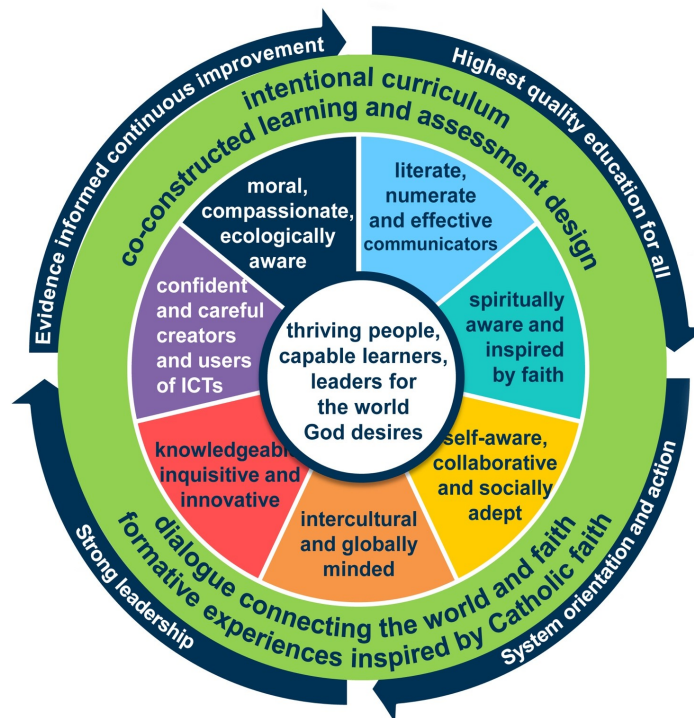 Evidence informed continuous improvement
Highest quality education for all
System orientation and action
Strong leadership
intentional curriculum
co-constructed learning and assessment design
dialogue connecting the world and faith
formative experiences inspired by Catholic faith
literate,
numerate
and effective
communicators
spiritually
aware and
inspired
by faith
self-aware,
collaborative
and socially
adept
intercultural
and globally
minded
knowledgeable
inquisitive and
innovative
confident
and careful
creators
and users
of ICTs
moral,
compassionate,
ecologically
aware
thriving people,
capable learners,
leaders for
the world
God desires